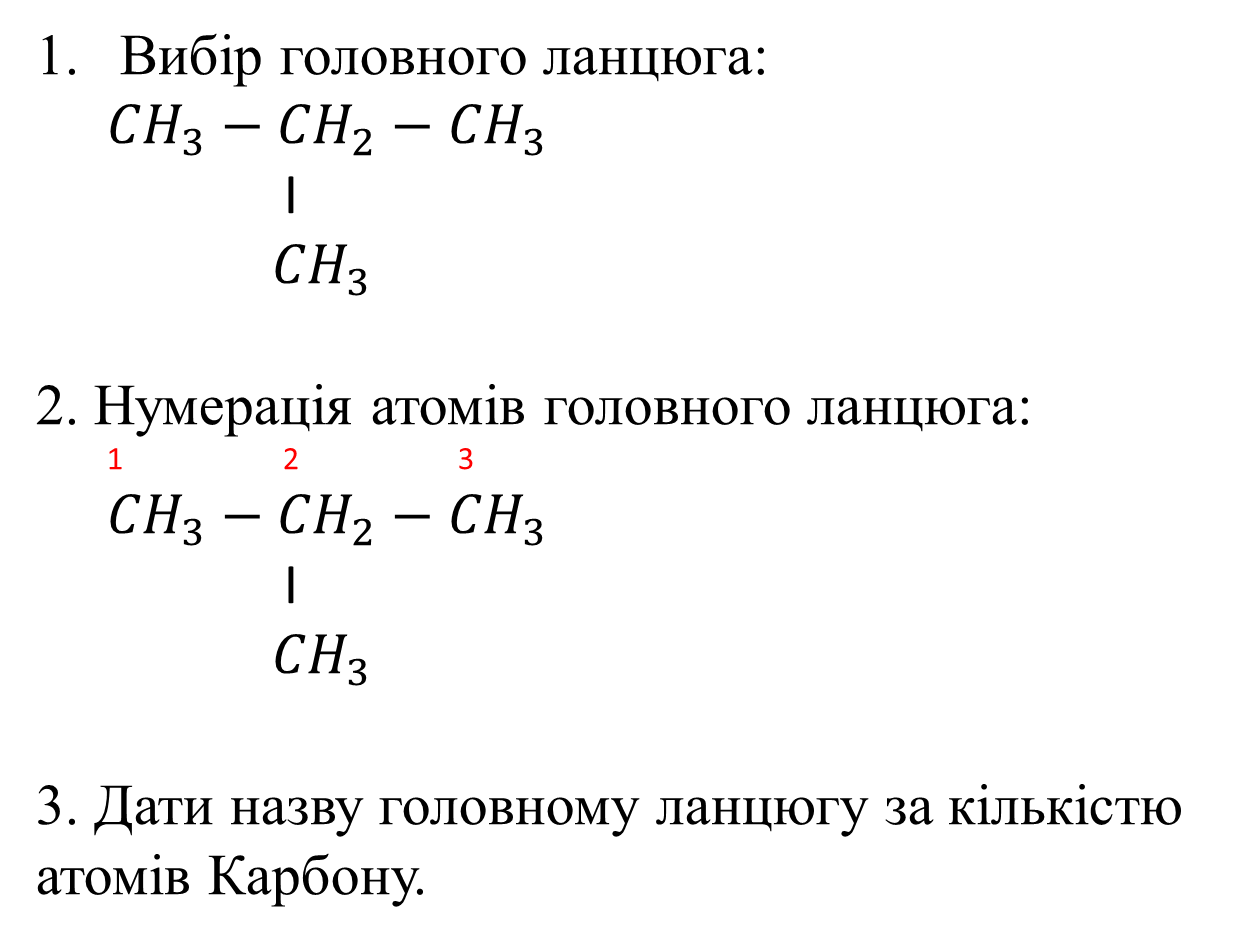 1. Вибір головного ланцюга:
CH₃ − CH₂ − CH₃
|
CH₃
2. Нумерація атомів головного ланцюга:
1 2 3
CH₃ − CH₂ − CH₃
|
CH₃
3. Дати назву головному ланцюгу за кількістю
атомів Карбону.